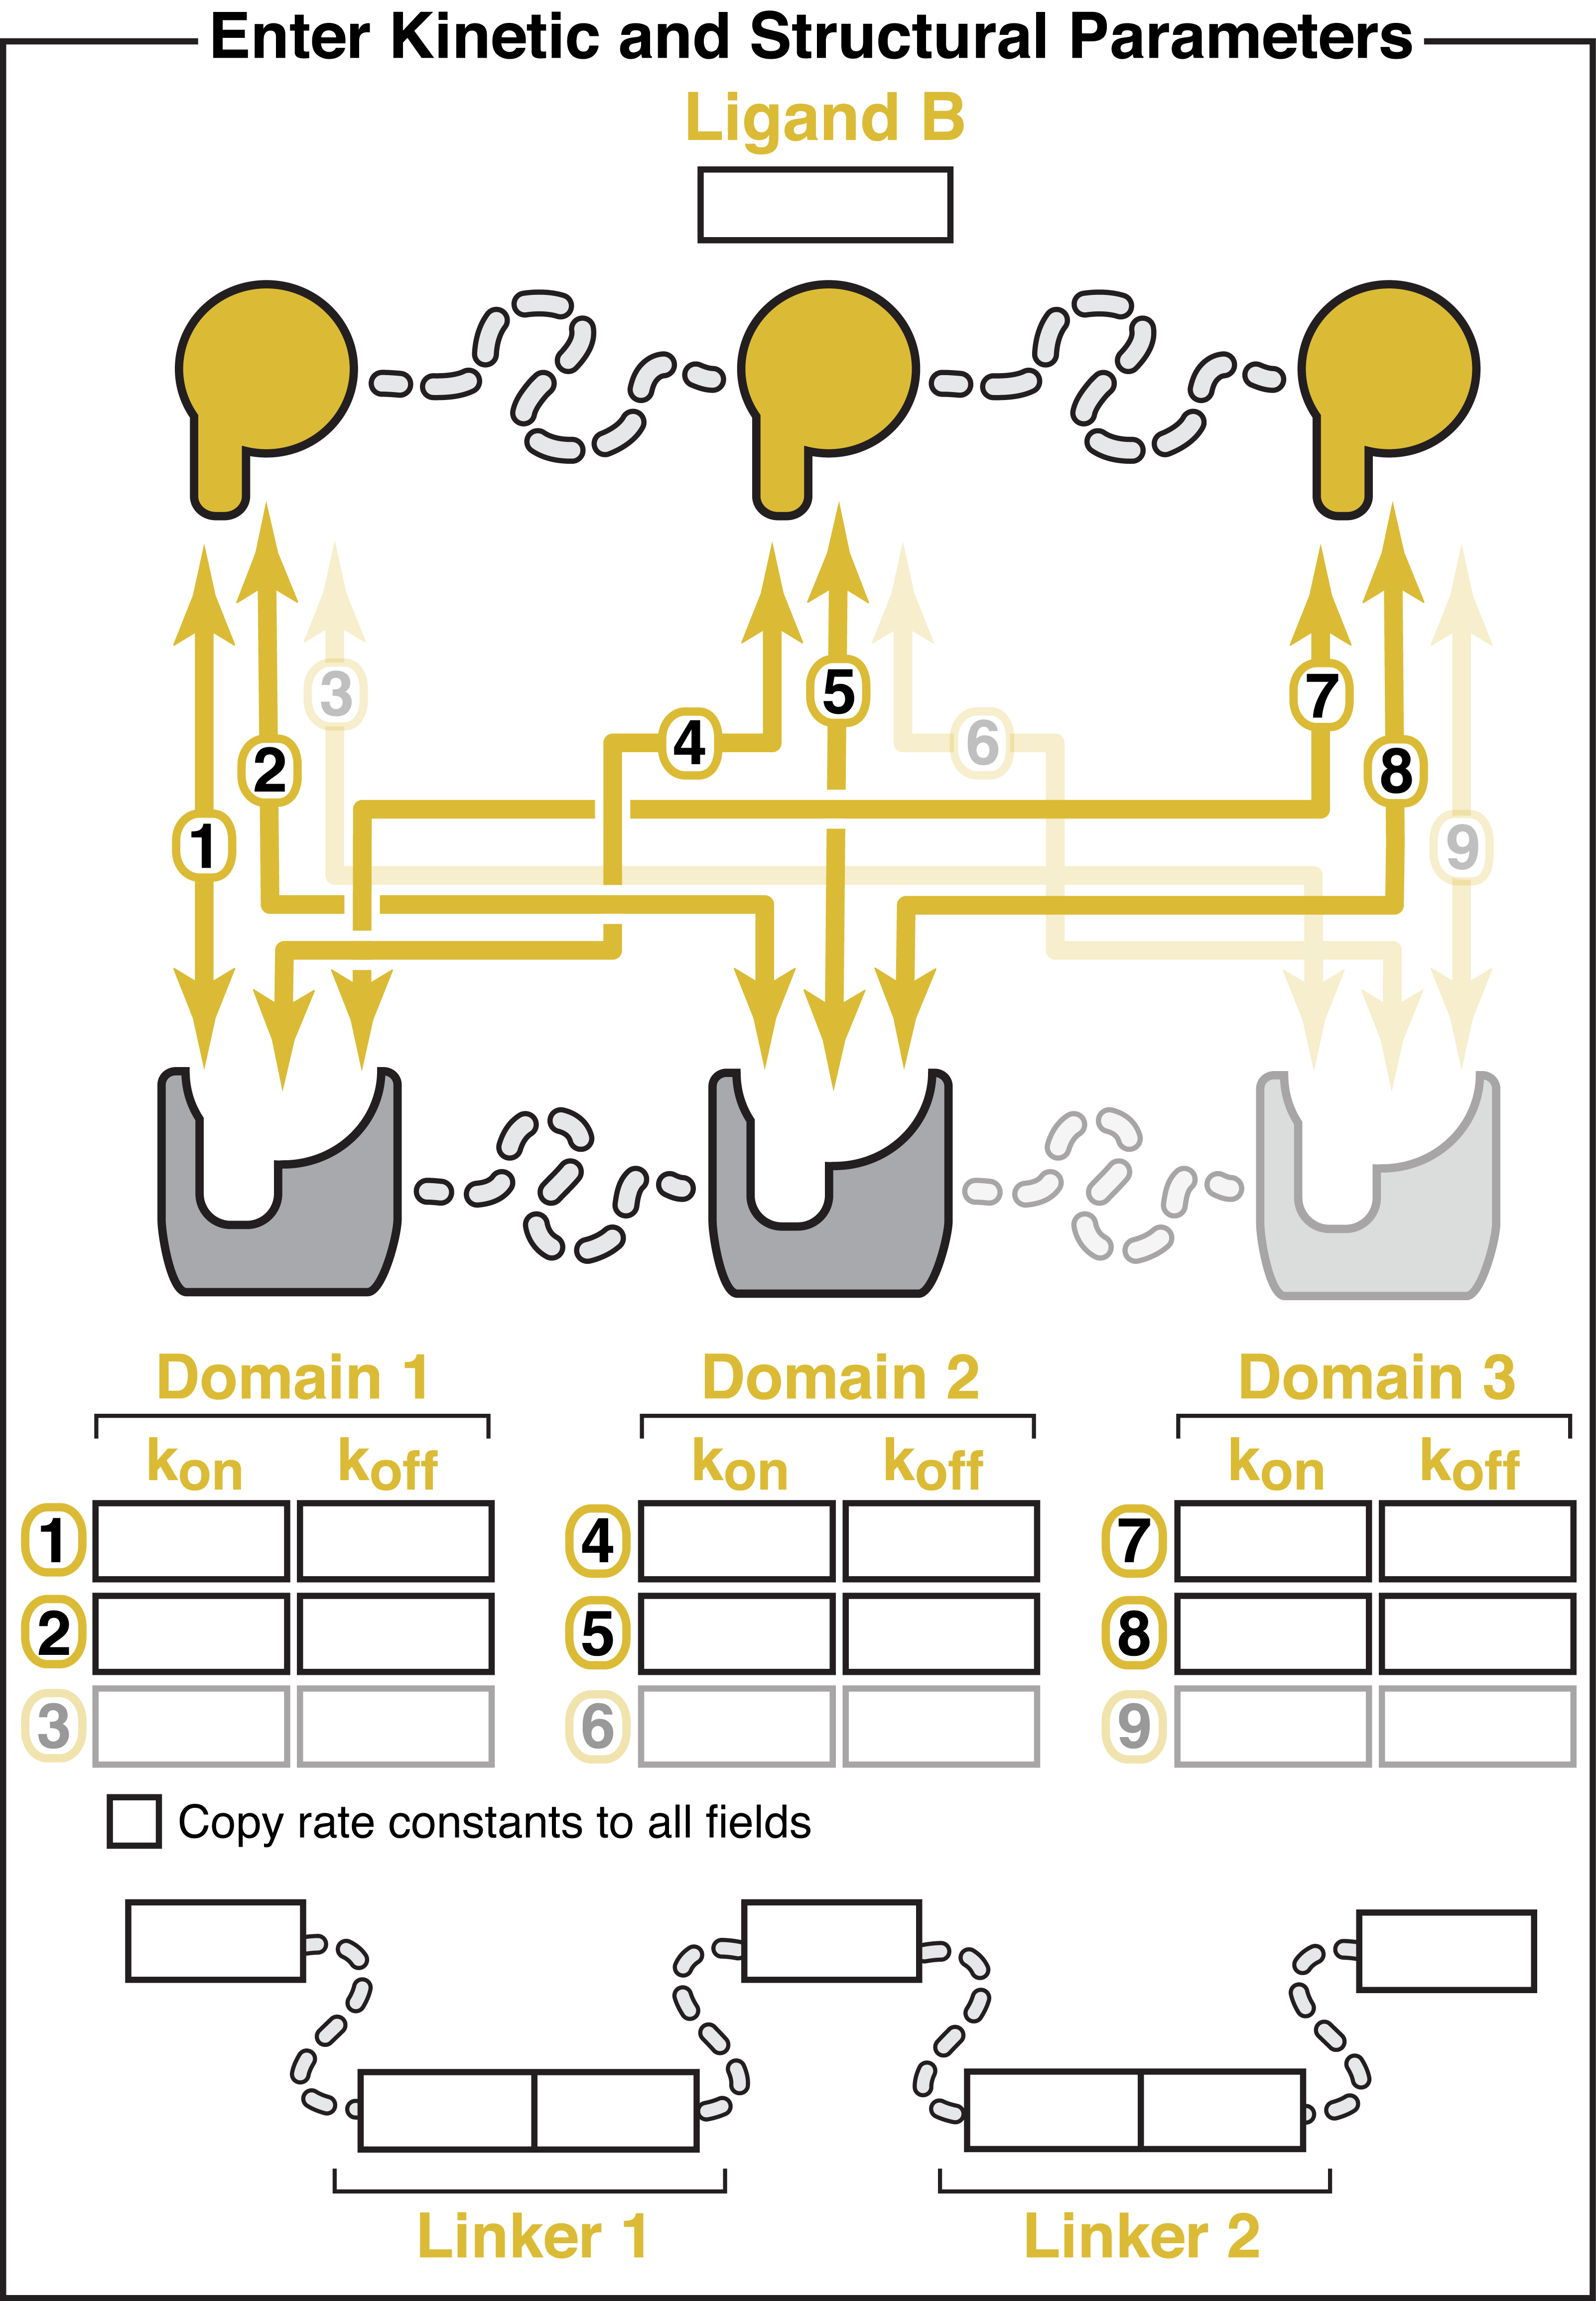 Enter Kinetic and Structural Parameters
Ligand B
3
5
7
4
6
2
8
1
9
Domain 1 Domain 2 Domain 3
kon koff kon koff kon koff
1 4 7
2 5 8
3 6 9
Copy rate constants to all fields
Linker 1 Linker 2